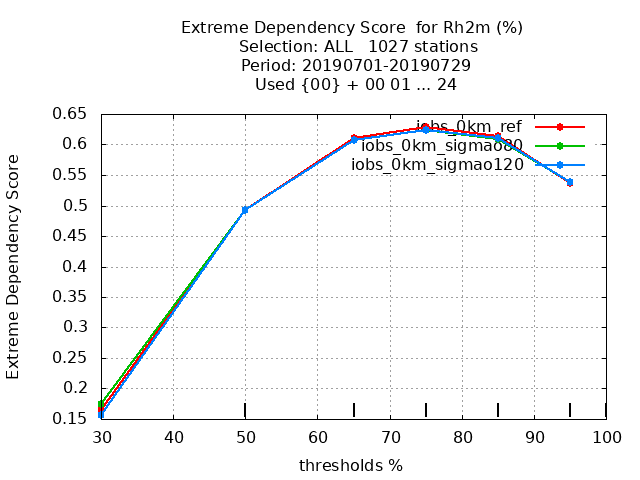 Extreme Dependency Score  for Rh2m (%)
Selection: ALL   1027 stations
Period: 20190701-20190729
Used {00} + 00 01 ... 24
Extreme Dependency Score
0.65
0.6
0.55
0.5
0.45
0.4
0.35
0.3
0.25
0.2
0.15
iobs_0km_ref
iobs_0km_sigmao80
iobs_0km_sigmao120
30 40 50 60 70 80 90 100
thresholds %